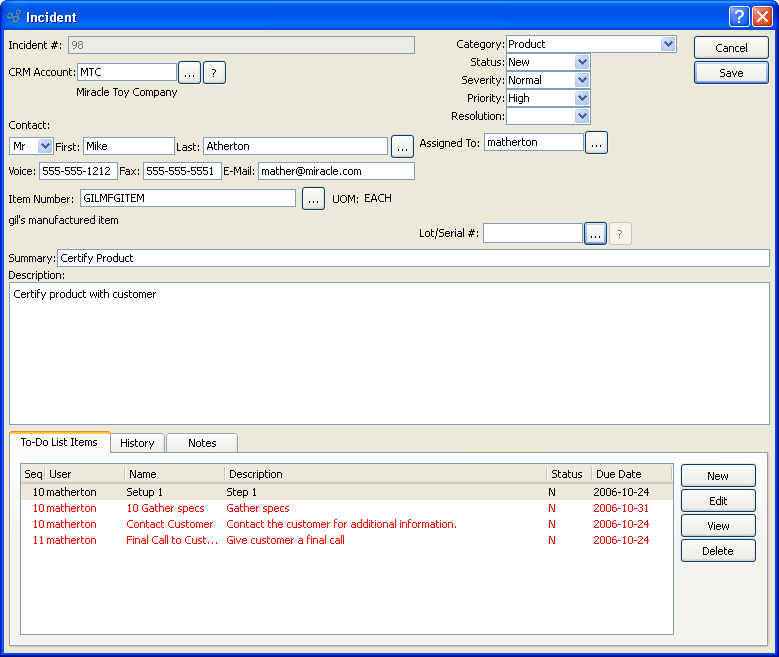 Incident
Incident #: 98
Category: Product
Cancel
CRM Account: MTC ... ?
Status: New
Save
Miracle Toy Company
Severity: Normal
Priority: High
Resolution:
Contact:
Mr First: Mike Last: Atherton ... Assigned To: matherton ...
Voice: 555-555-1212 Fax: 555-555-5551 E-Mail: mather@miracle.com
Item Number: GILMFGITEM ... UOM: EACH
gil's manufactured item
Lot/Serial #: ... ?
Summary: Certify Product
Description:
Certify product with customer
To-Do List Items History Notes
Seq User Name Description Status Due Date
New
10 matherton Setup 1 Step 1 N 2006-10-24
Edit
10 matherton 10 Gather specs Gather specs N 2006-10-31
10 matherton Contact Customer Contact the customer for additional information. N 2006-10-24
View
11 matherton Final Call to Cust... Give customer a final call N 2006-10-24
Delete